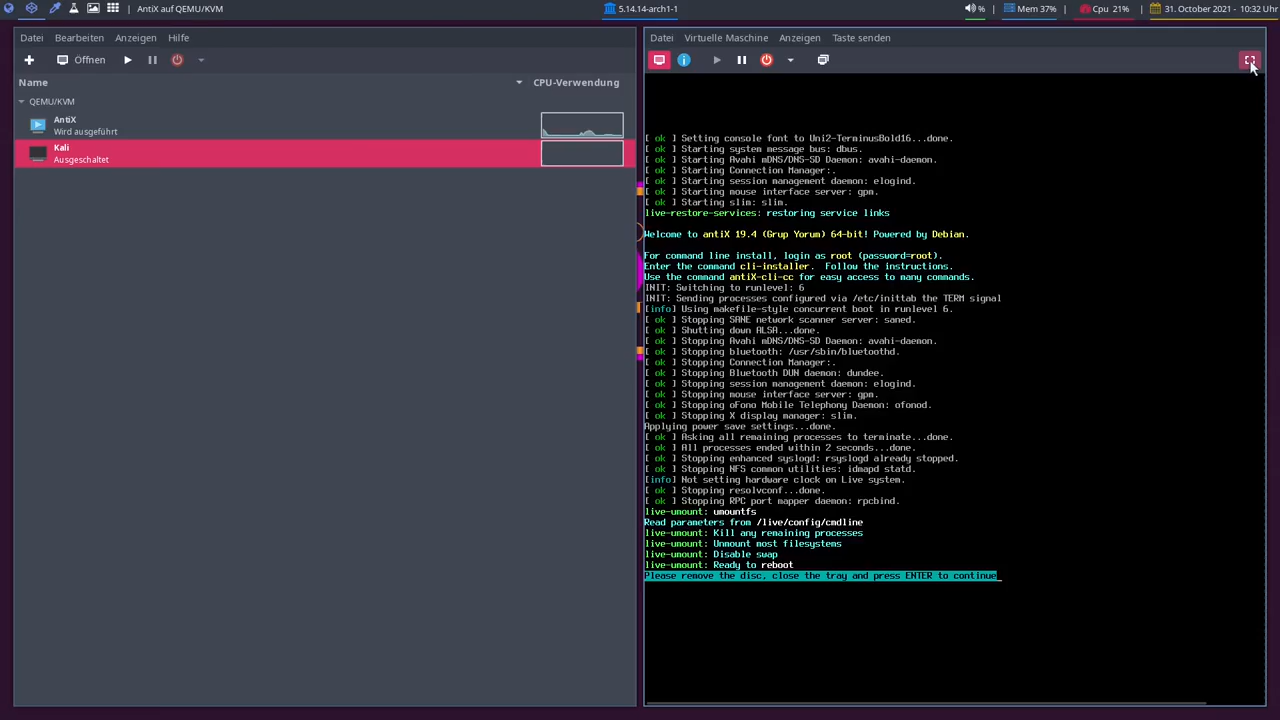 AntiX auf QEMU/KVM
5.14.14-arch1-1
%
Mem 37%
Cpu 21%
31. October 2021 - 10:32 Uhr
Datei Bearbeiten Anzeigen Hilfe
Öffnen
Name CPU-Verwendung
QEMU/KVM
AntiX
Wird ausgeführt
Kali
Ausgeschaltet
Datei Virtuelle Maschine Anzeigen Taste senden
[ ok ] Setting console font to Uni2-TerminusBold16...done.
[ ok ] Starting system message bus: dbus.
[ ok ] Starting Avahi mDNS/DNS-SD Daemon: avahi-daemon.
[ ok ] Starting Connection Manager:.
[ ok ] Starting session management daemon: elogind.
[ ok ] Starting mouse interface server: gpm.
[ ok ] Starting slim: slim.
live-restore-services: restoring service links
Welcome to antiX 19.4 (Grup Yorum) 64-bit! Powered by Debian.
For command line install, login as root (password=root).
Enter the command cli-installer.  Follow the instructions.
Use the command antiX-cli-cc for easy access to many commands.
INIT: Switching to runlevel: 6
INIT: Sending processes configured via /etc/inittab the TERM signal
[info] Using makefile-style concurrent boot in runlevel 6.
[ ok ] Stopping SANE network scanner server: saned.
[ ok ] Shutting down ALSA...done.
[ ok ] Stopping Avahi mDNS/DNS-SD Daemon: avahi-daemon.
[ ok ] Stopping bluetooth: /usr/sbin/bluetoothd.
[ ok ] Stopping Connection Manager:.
[ ok ] Stopping Bluetooth DUN daemon: dundee.
[ ok ] Stopping session management daemon: elogind.
[ ok ] Stopping mouse interface server: gpm.
[ ok ] Stopping oFono Mobile Telephony Daemon: ofonod.
[ ok ] Stopping X display manager: slim.
Applying power save settings...done.
[ ok ] Asking all remaining processes to terminate...done.
[ ok ] All processes ended within 2 seconds...done.
[ ok ] Stopping enhanced syslogd: rsyslogd already stopped.
[ ok ] Stopping NFS common utilities: idmapd statd.
[info] Not setting hardware clock on Live system.
[ ok ] Stopping resolvconf...done.
[ ok ] Stopping RPC port mapper daemon: rpcbind.
live-umount: umountfs
Read parameters from /live/config/cmdline
live-umount: Kill any remaining processes
live-umount: Unmount most filesystems
live-umount: Disable swap
live-umount: Ready to reboot
Please remove the disc, close the tray and press ENTER to continue_